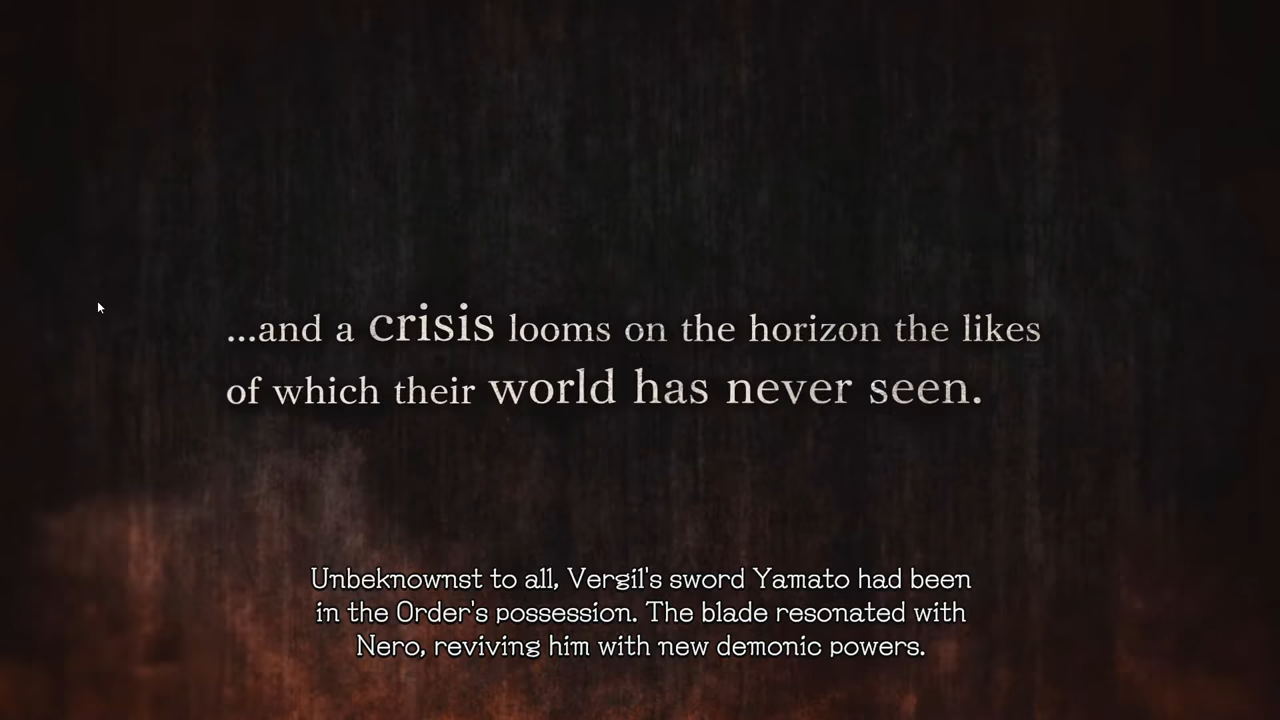 ...and a crisis looms on the horizon the likes
of which their world has never seen.
Unbeknownst to all, Vergil's sword Yamato had been
in the Order's possession. The blade resonated with
Nero, reviving him with new demonic powers.